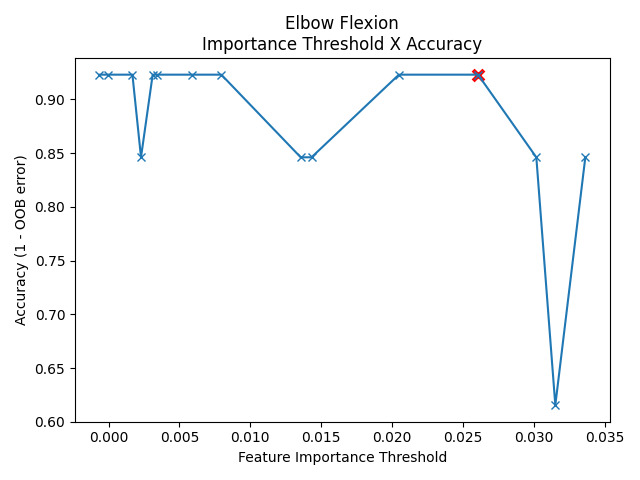 Elbow Flexion
Importance Threshold X Accuracy
Accuracy (1 - OOB error)
0.90
0.85
0.80
0.75
0.70
0.65
0.60
0.000 0.005 0.010 0.015 0.020 0.025 0.030 0.035
Feature Importance Threshold